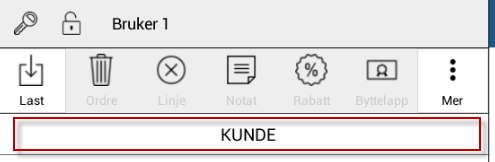 Bruker 1
Last Ordre Linje Notat Rabatt Byttelapp Mer
KUNDE